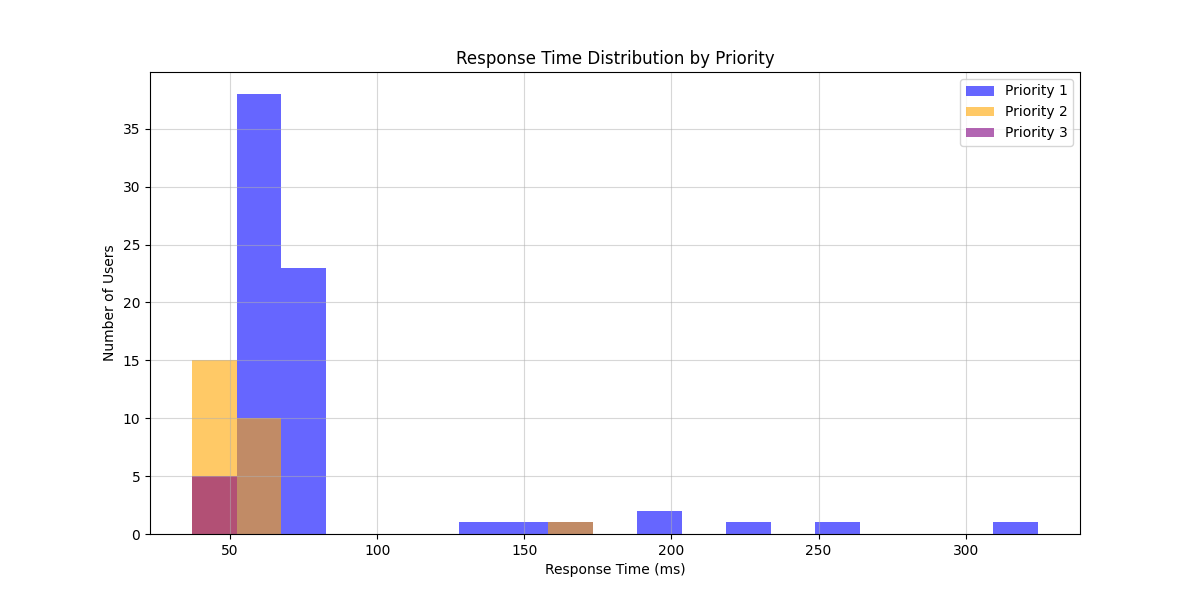 Response Time Distribution by Priority
Priority 1
Priority 2
Priority 3
35
30
25
20
15
10
5
0
Number of Users
50 100 150 200 250 300
Response Time (ms)